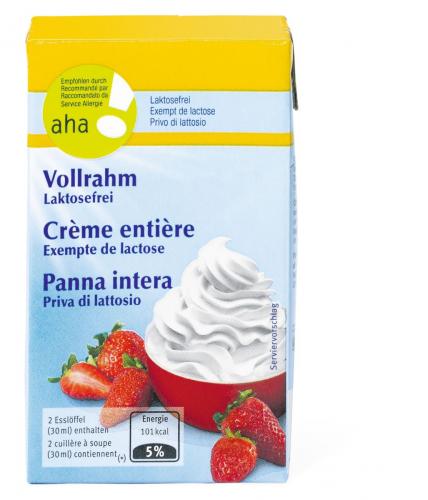 Empfohlen durch
Recommandé par
Raccomandato da
Service Allergie
aha!
Laktosefrei
Exempt de lactose
Privo di lattosio
Vollrahm
Laktosefrei
Crème entière
Exempte de lactose
Panna intera
Priva di lattosio
Serviervorschlag
2 Esslöffel
(30 ml) enthalten
2 cuillère à soupe
(30 ml) contiennent (*)
Energie
101 kcal
5%